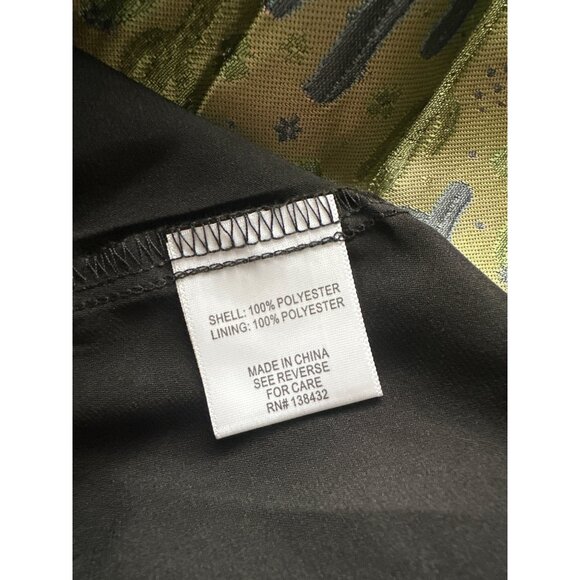 SHELL: 100% POLYESTER
LINING: 100% POLYESTER
MADE IN CHINA
SEE REVERSE
FOR CARE
RN# 138432